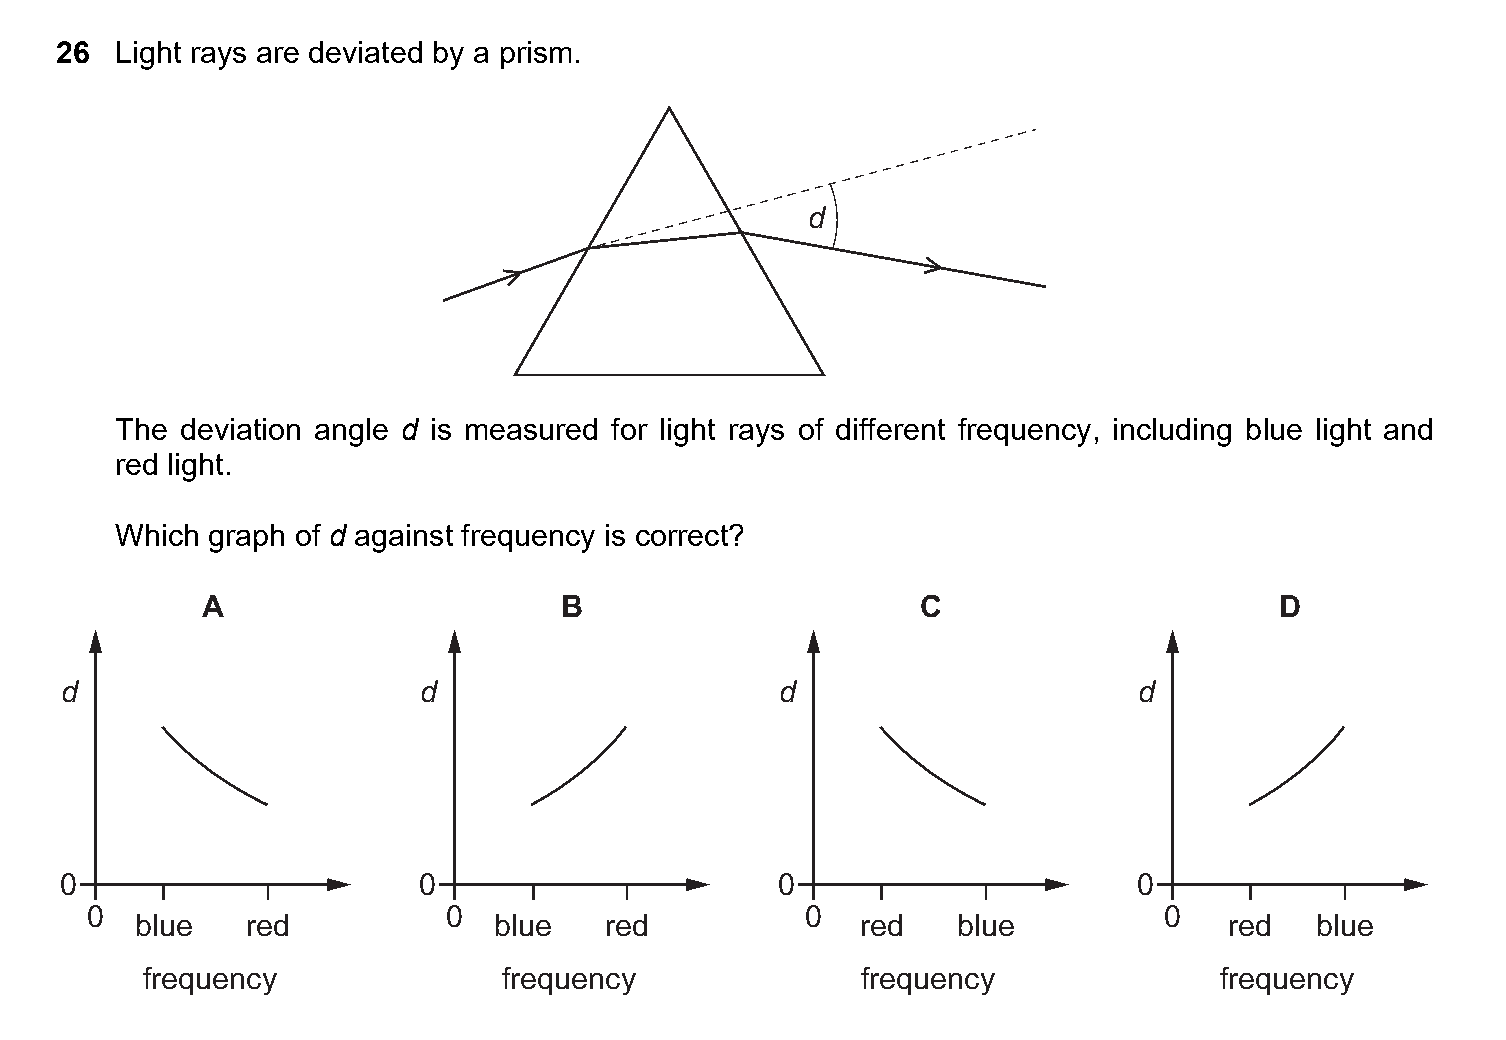 26 Light rays are deviated by a prism.
d
The deviation angle d is measured for light rays of different frequency, including blue light and
red light.
Which graph of d against frequency is correct?
A B C D
d d d d
0 0 0 0
0 blue red 0 blue red 0 red blue 0 red blue
frequency frequency frequency frequency